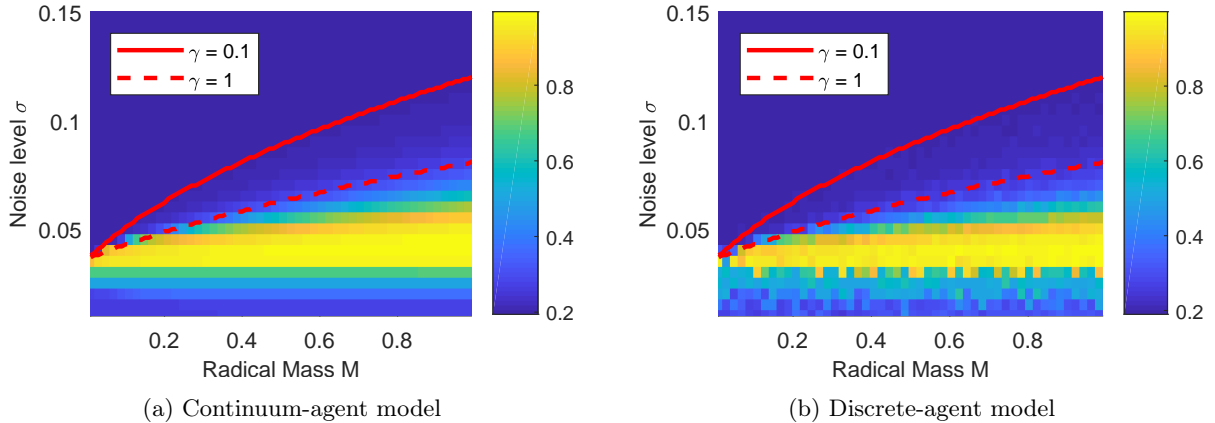 0.15
0.1
0.05
Noise level σ
γ = 0.1
γ = 1
0.2
0.4
0.6
0.8
Radical Mass M
0.8
0.6
0.4
0.2
(a) Continuum-agent model
0.15
0.1
0.05
Noise level σ
γ = 0.1
γ = 1
0.2
0.4
0.6
0.8
Radical Mass M
0.8
0.6
0.4
0.2
(b) Discrete-agent model